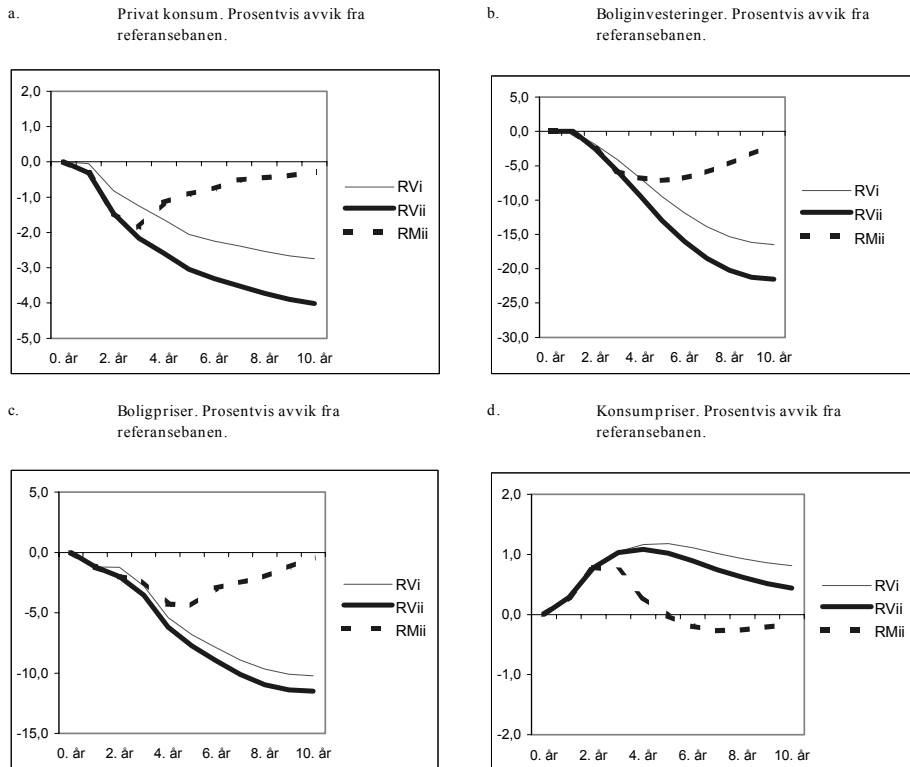 a. Privat konsum. Prosentvis avvik fra
referansebanen.
2,0
1,0
0,0
-1,0
-2,0
-3,0
-4,0
-5,0
0. år 2. år 4. år 6. år 8. år 10. år
RVi
RVii
RMii
b. Boliginvesteringer. Prosentvis avvik fra
referansebanen.
5,0
0,0
-5,0
-10,0
-15,0
-20,0
-25,0
-30,0
0. år 2. år 4. år 6. år 8. år 10. år
RVi
RVii
RMii
c. Boligpriser. Prosentvis avvik fra
referansebanen.
5,0
0,0
-5,0
-10,0
-15,0
0. år 2. år 4. år 6. år 8. år 10. år
RVi
RVii
RMii
d. Konsumpriser. Prosentvis avvik fra
referansebanen.
2,0
1,0
0,0
-1,0
-2,0
0. år 2. år 4. år 6. år 8. år 10. år
RVi
RVii
RMii